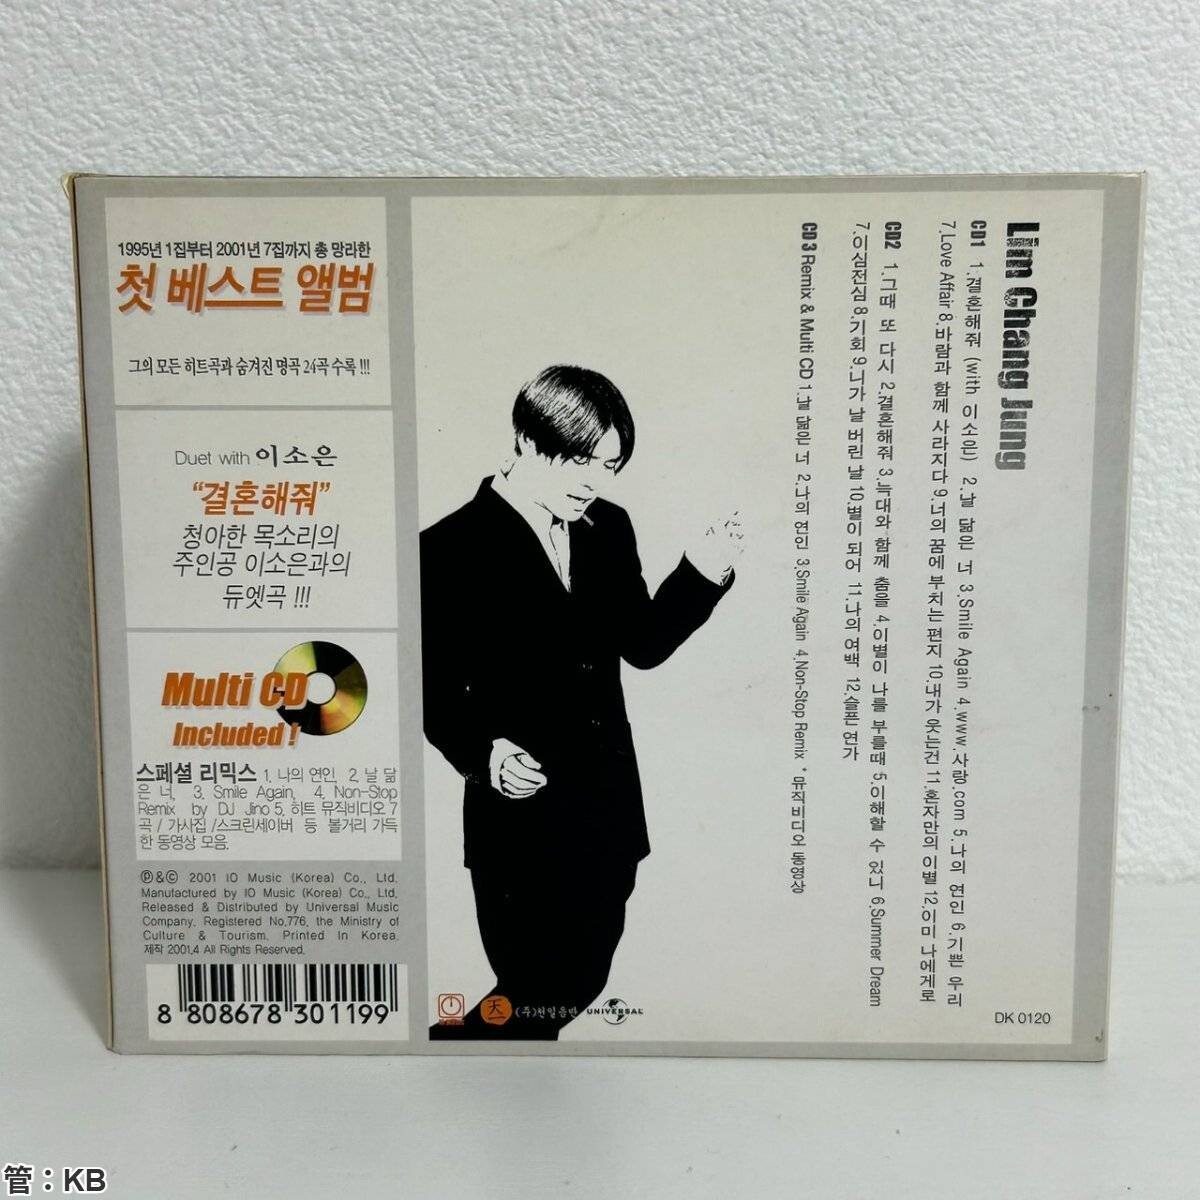 1995년 1집부터 2001년 7집까지 총 망라한
첫 베스트 앨범
그의 모든 히트곡과 숨겨진 명곡 24곡 수록 !!!
Duet with 이소은
“결혼해줘”
청아한 목소리의
주인공 이소은과의
듀엣곡 !!!
Multi CD
Included !
스페셜 리믹스 1. 나의 연인, 2. 날 닮
은 너, 3. Smile Again, 4. Non-Stop
Remix by DJ Jino 5. 히트 뮤직비디오 7
곡 / 가사집 /스크린세이버 등 볼거리 가득
한 동영상 모음.
℗&© 2001 IO Music (Korea) Co., Ltd.
Manufactured by IO Music (Korea) Co., Ltd.
Released & Distributed by Universal Music
Company. Registered No.776, the Ministry of
Culture & Tourism. Printed In Korea.
제작 2001.4 All Rights Reserved.
8 808678 301199
Lim Chang Jung
CD1 1.결혼해줘 (with 이소은) 2.날 닮은 너 3.Smile Again 4.www.사랑.com 5.나의 연인 6.기쁜 우리
7.Love Affair 8.바람과 함께 사라지다 9.너의 꿈에 부치는 편지 10.내가 웃는건 11.혼자만의 이별 12.이미 나에게로
CD2 1.그때 또 다시 2.결혼해줘 3.늑대와 함께 춤을 4.이별이 나를 부를때 5.이해할 수 있니 6.Summer Dream
7.이심전심 8.기회 9.니가 날 버린 날 10.별이 되어 11.나의 여백 12.슬픈 연가
CD 3 Remix & Multi CD 1.날 닮은 너 2.나의 연인 3.Smile Again 4.Non-Stop Remix * 뮤직비디어 동영상
天
(주)천일음반
UNIVERSAL
DK 0120
管：KB